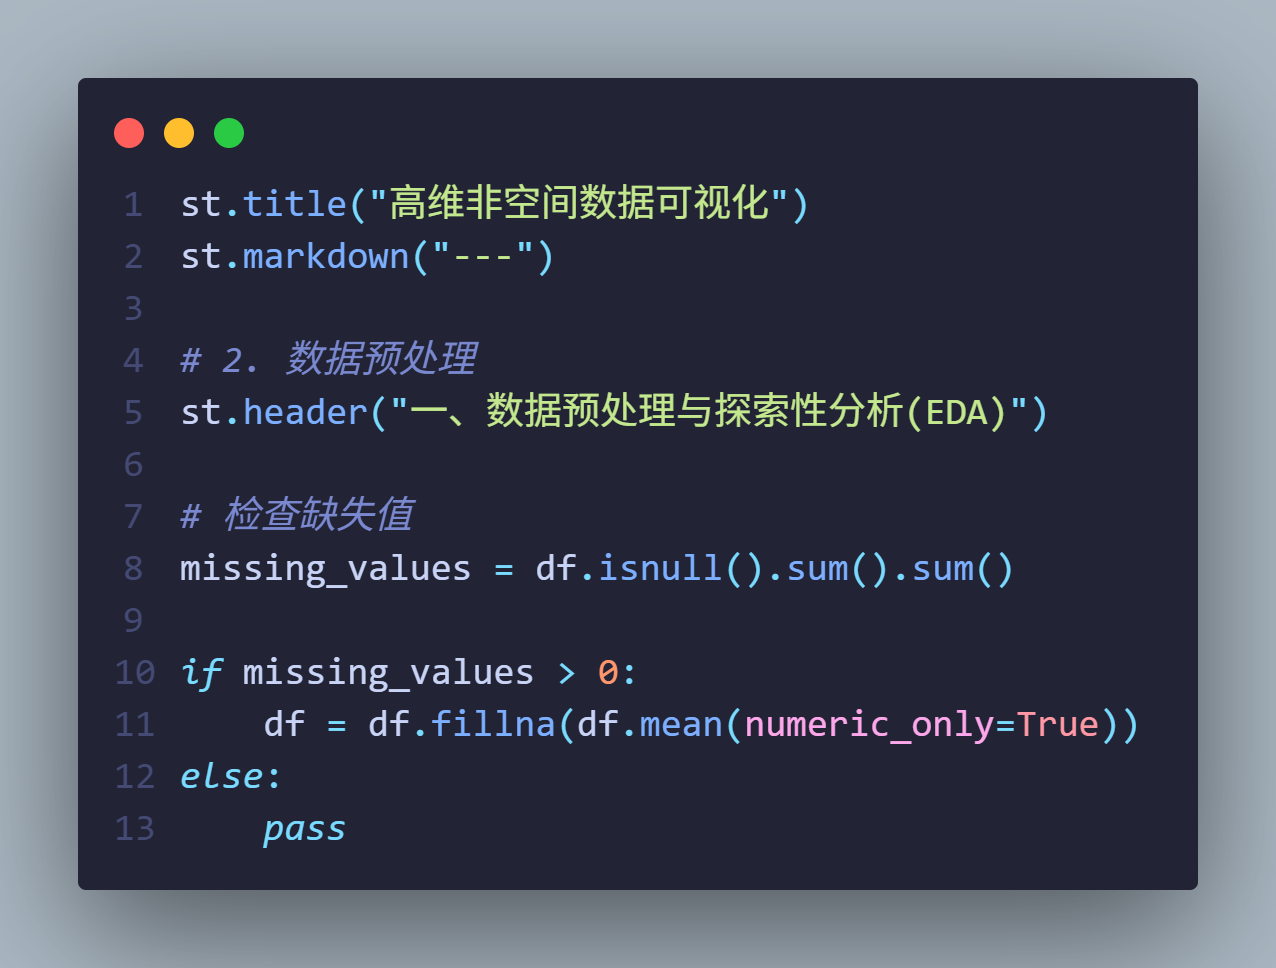 1 st.title("高维非空间数据可视化")
2 st.markdown("---")
3
4 # 2. 数据预处理
5 st.header("一、数据预处理与探索性分析(EDA)")
6
7 # 检查缺失值
8 missing_values = df.isnull().sum().sum()
9
10 if missing_values > 0:
11     df = df.fillna(df.mean(numeric_only=True))
12 else:
13     pass